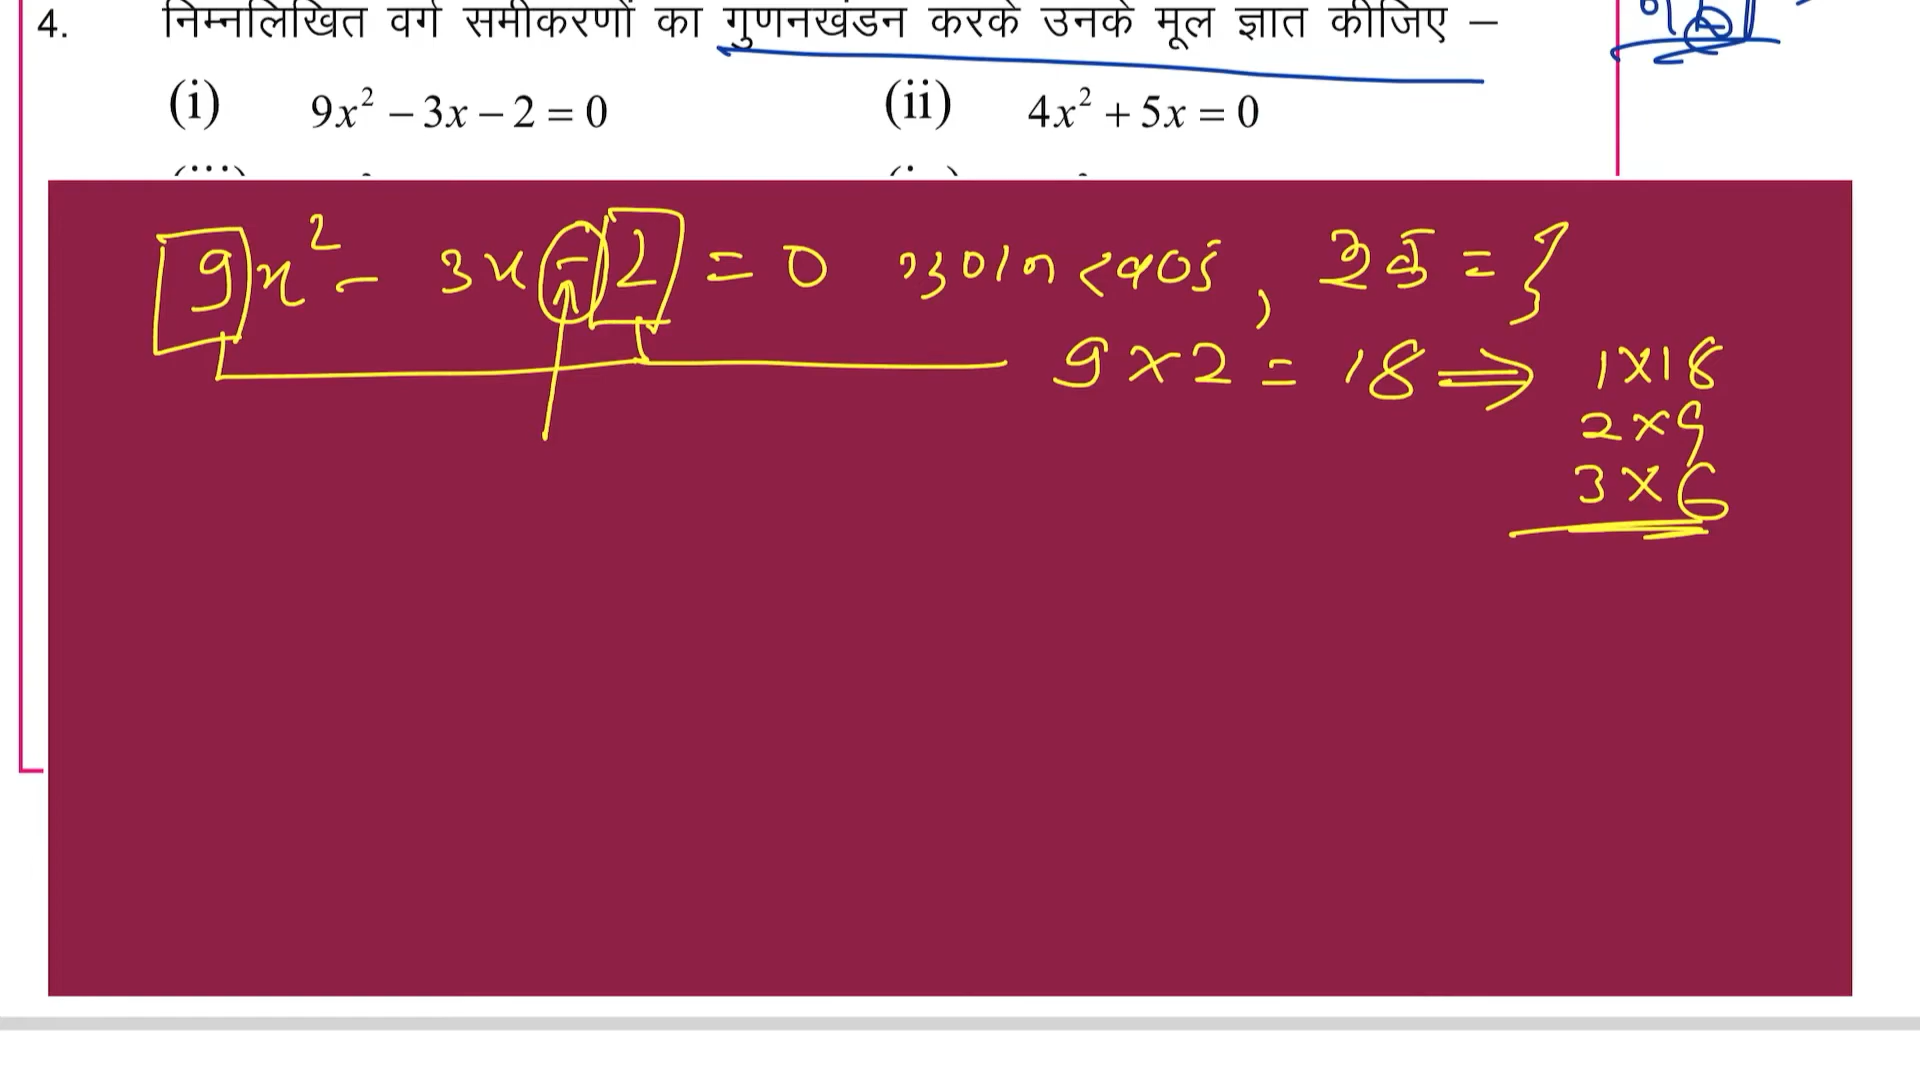 4. निम्नलिखित वर्ग समीकरणों का गुणनखंडन करके उनके मूल ज्ञात कीजिए –
(i) 9x² – 3x – 2 = 0 (ii) 4x² + 5x = 0
9x² - 3x - 2 = 0
9 × 2 = 18 ⇒ 1×18
2×9
3×6